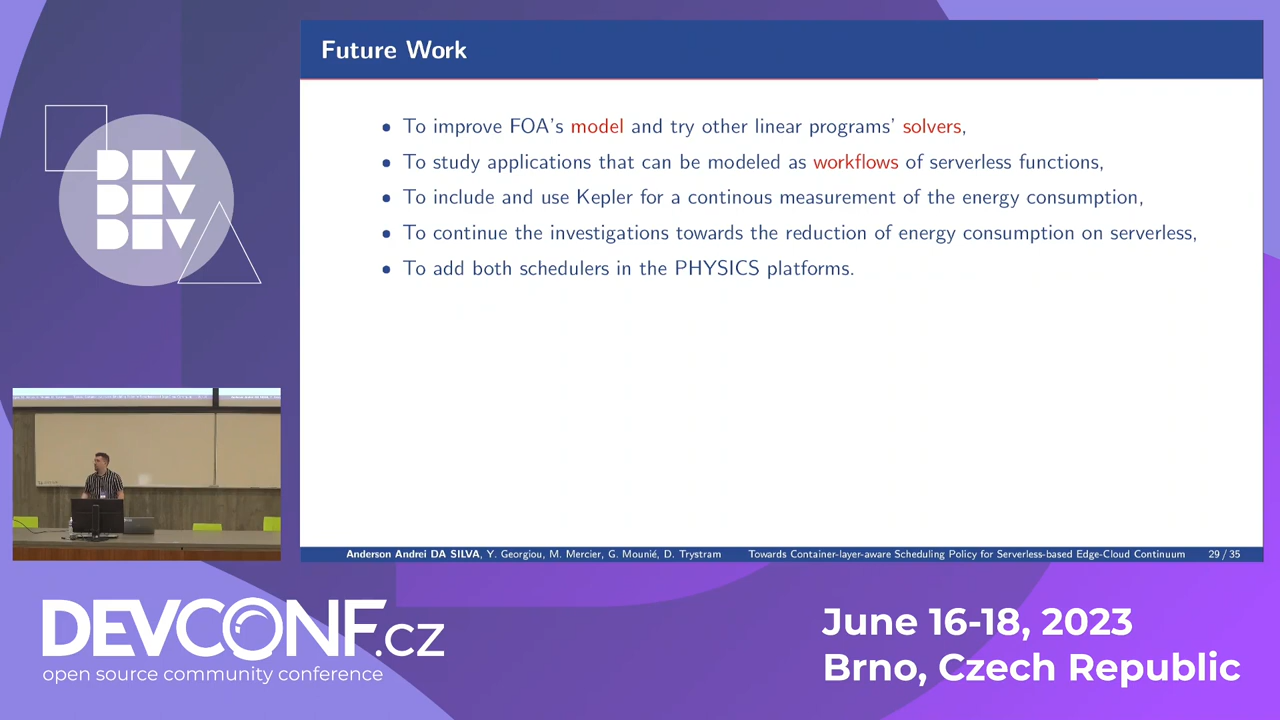 Future Work
DEV
DEV
DEV
• To improve FOA's model and try other linear programs' solvers,
• To study applications that can be modeled as workflows of serverless functions,
• To include and use Kepler for a continous measurement of the energy consumption,
• To continue the investigations towards the reduction of energy consumption on serverless,
• To add both schedulers in the PHYSICS platforms.
Anderson Andrei DA SILVA, Y. Georgiou, M. Mercier, G. Mounié, D. Trystram Towards Container-layer-aware Scheduling Policy for Serverless-based Edge-Cloud Continuum 29 / 35
DEVCONF.cz
open source community conference
June 16-18, 2023
Brno, Czech Republic